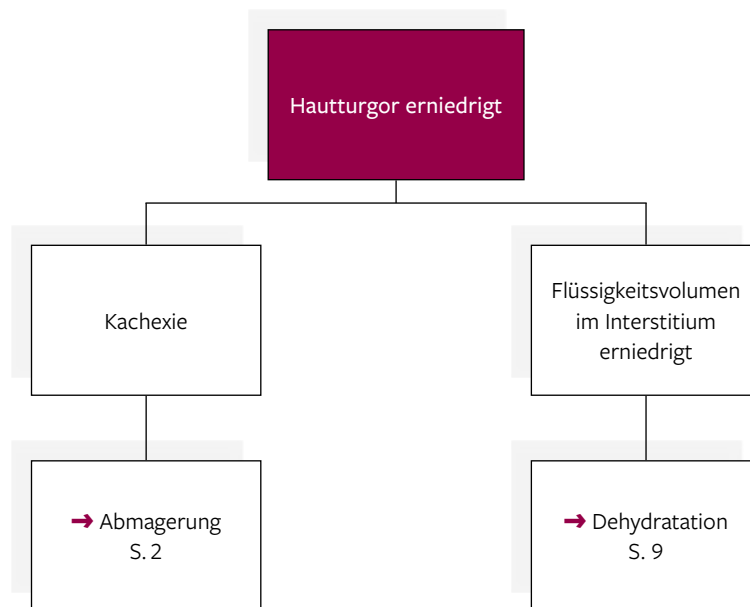 Hautturgor erniedrigt
Kachexie
Flüssigkeitsvolumen
im Interstitium
erniedrigt
➞ Abmagerung
S. 2
➞ Dehydratation
S. 9